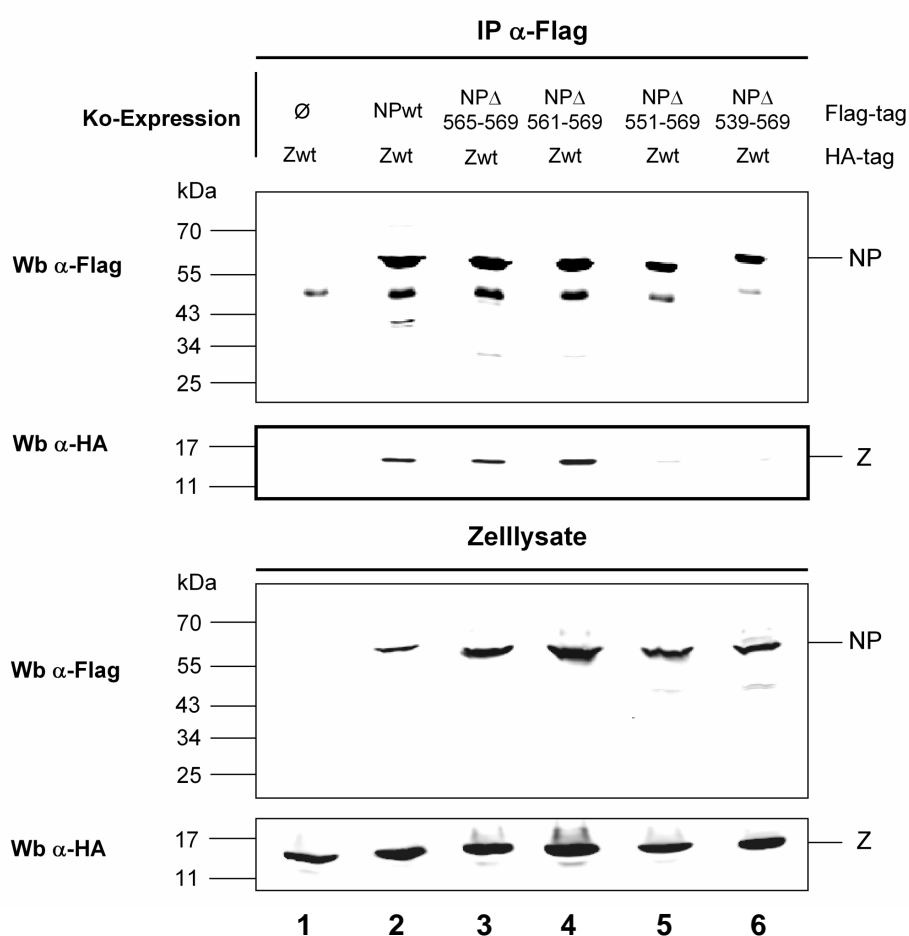 IP α-Flag
Ko-Expression
Ø NPwt NPΔ 565-569 NPΔ 561-569 NPΔ 551-569 NPΔ 539-569 Flag-tag
Zwt Zwt Zwt Zwt Zwt Zwt HA-tag
kDa
70
Wb α-Flag
NP
55
43
34
25
Wb α-HA
17
Z
11
Zelllysate
kDa
70
NP
Wb α-Flag
55
43
34
25
17
Wb α-HA
Z
11
1 2 3 4 5 6